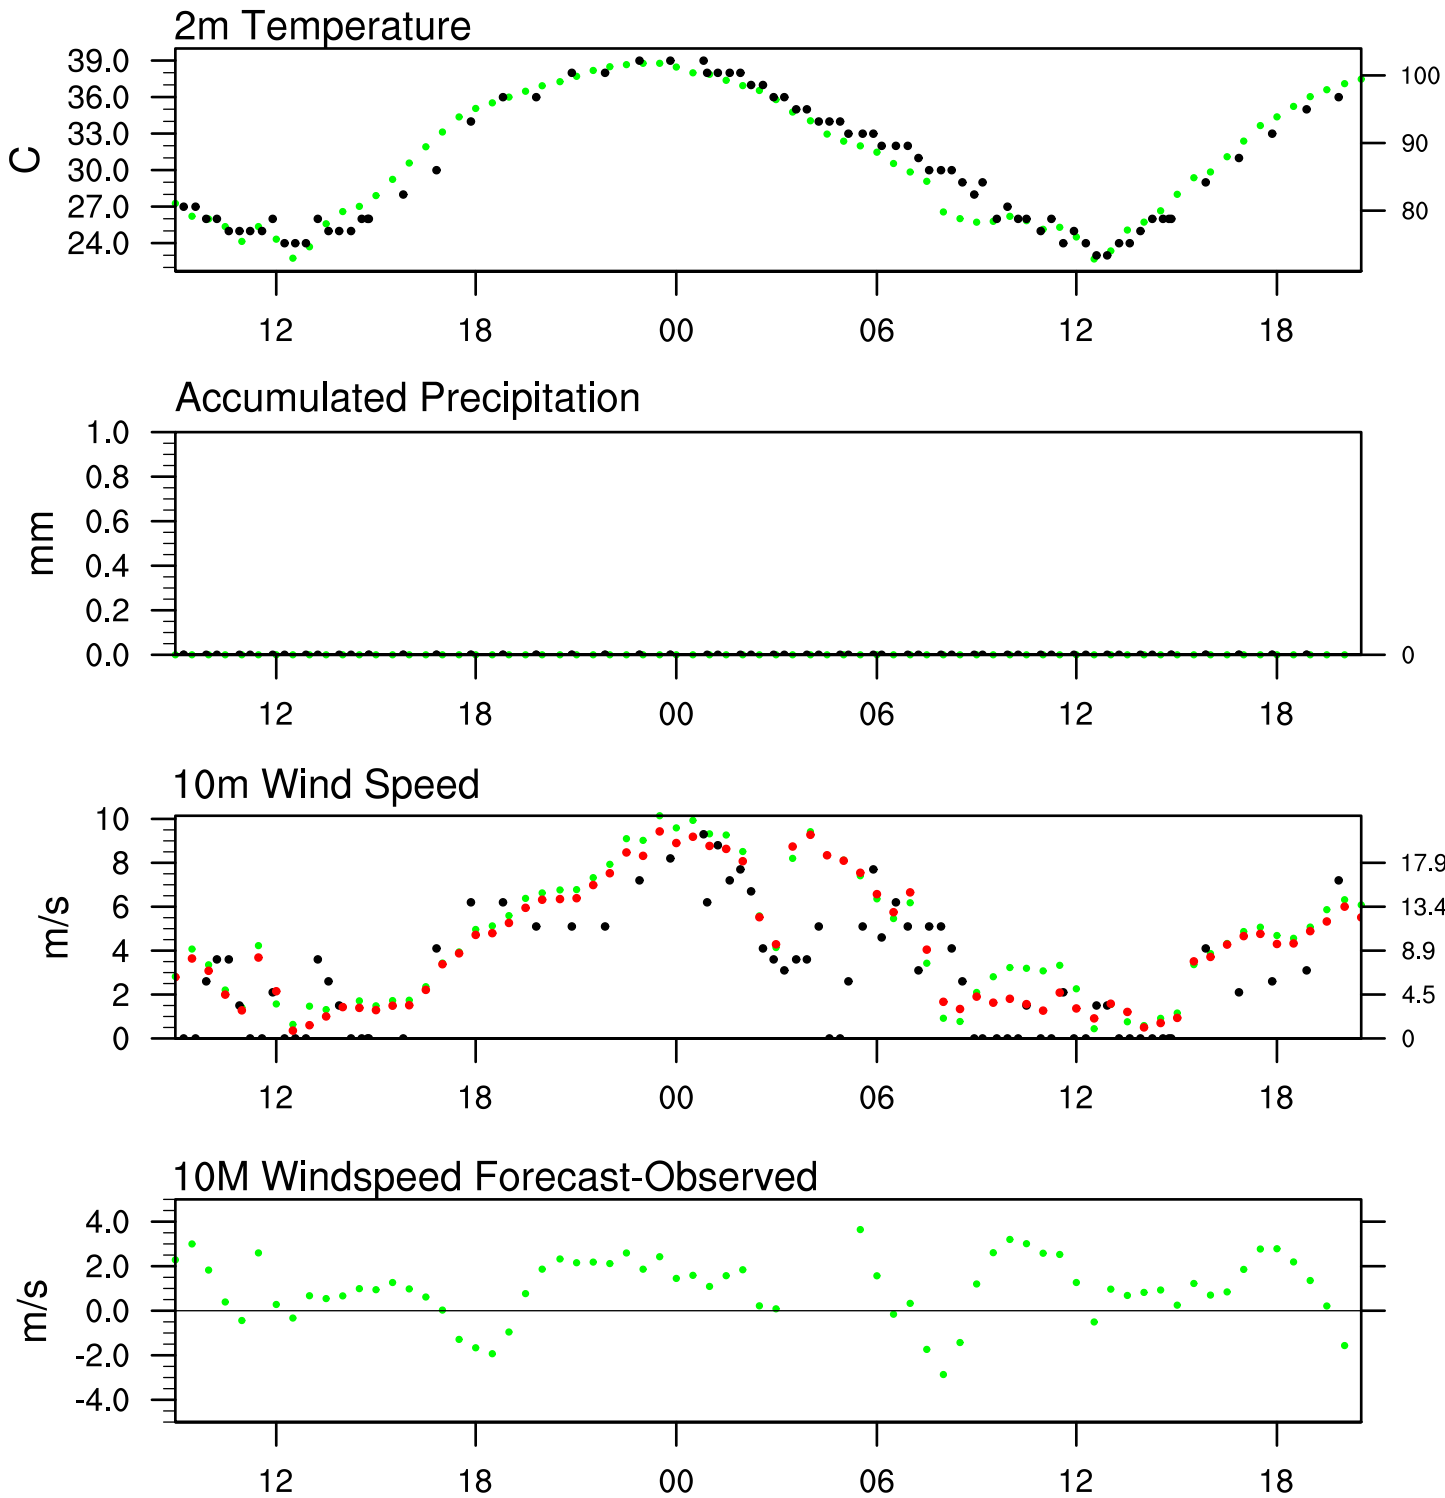 2m Temperature
39.0
36.0
33.0
30.0
27.0
24.0
C
100
90
80
12 18 00 06 12 18
Accumulated Precipitation
1.0
0.8
0.6
0.4
0.2
0.0
mm
0
12 18 00 06 12 18
10m Wind Speed
10
8
6
4
2
0
m/s
17.9
13.4
8.9
4.5
0
12 18 00 06 12 18
10M Windspeed Forecast-Observed
4.0
2.0
0.0
-2.0
-4.0
m/s
12 18 00 06 12 18